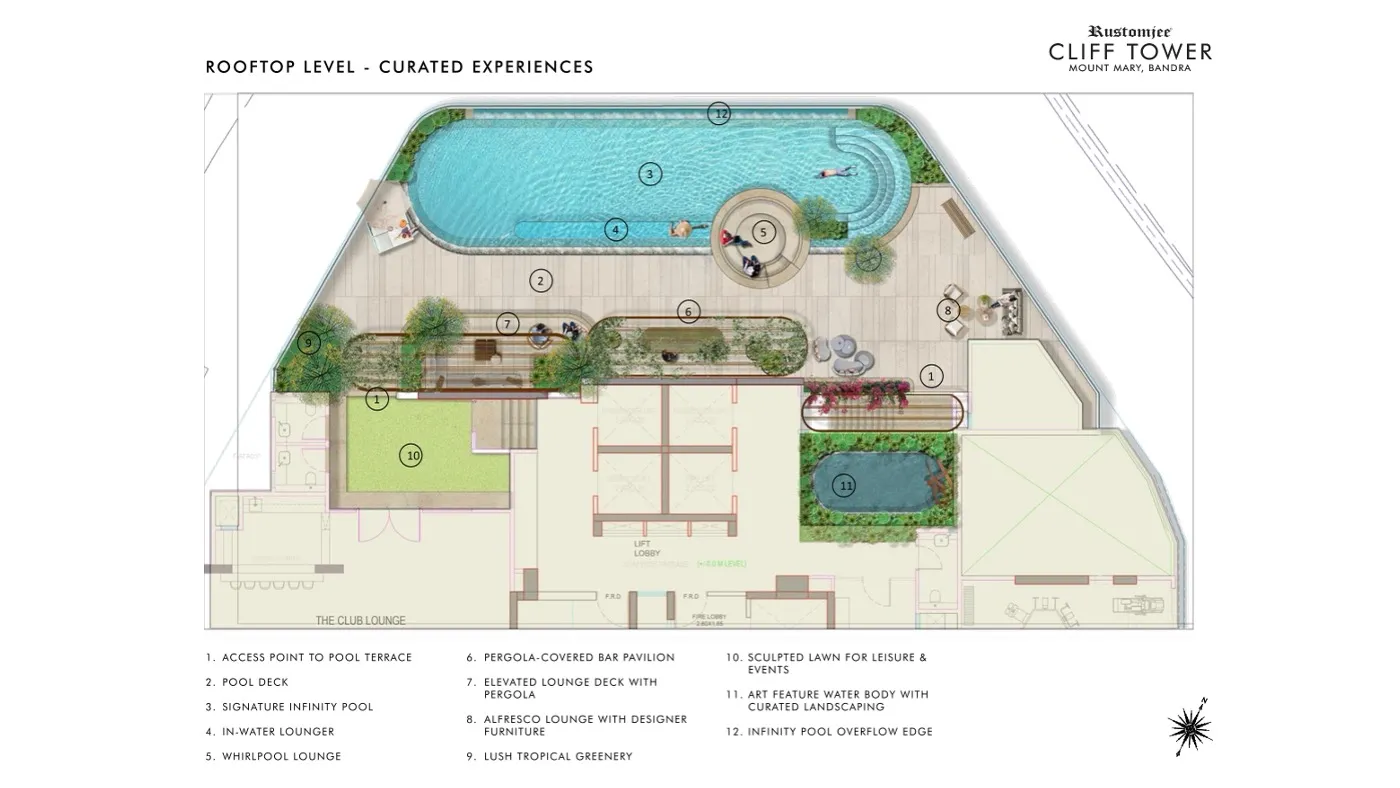 Rustomjee
CLIFF TOWER
MOUNT MARY, BANDRA
ROOFTOP LEVEL - CURATED EXPERIENCES
12
3
4
5
2
6
7
8
9
1
1
10
11
LIFT
LOBBY
F.R.D.
F.R.D.
FIRE LOBBY
THE CLUB LOUNGE
1. ACCESS POINT TO POOL TERRACE
2. POOL DECK
3. SIGNATURE INFINITY POOL
4. IN-WATER LOUNGER
5. WHIRLPOOL LOUNGE
6. PERGOLA-COVERED BAR PAVILION
7. ELEVATED LOUNGE DECK WITH
PERGOLA
8. ALFRESCO LOUNGE WITH DESIGNER
FURNITURE
9. LUSH TROPICAL GREENERY
10. SCULPTED LAWN FOR LEISURE &
EVENTS
11. ART FEATURE WATER BODY WITH
CURATED LANDSCAPING
12. INFINITY POOL OVERFLOW EDGE
N